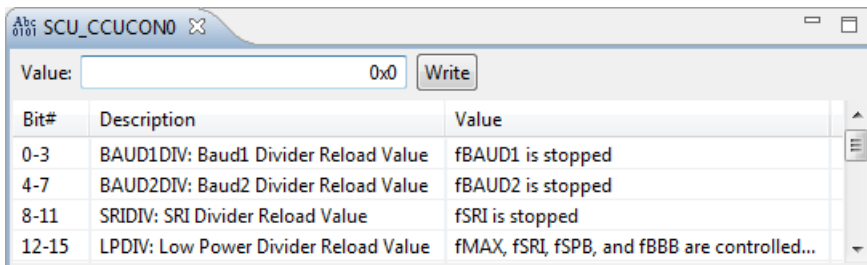 Abc 0101 SCU_CCUCON0
Value: 0x0 Write
Bit# Description Value
0-3 BAUD1DIV: Baud1 Divider Reload Value fBAUD1 is stopped
4-7 BAUD2DIV: Baud2 Divider Reload Value fBAUD2 is stopped
8-11 SRIDIV: SRI Divider Reload Value fSRI is stopped
12-15 LPDIV: Low Power Divider Reload Value fMAX, fSRI, fSPB, and fBBB are controlled...